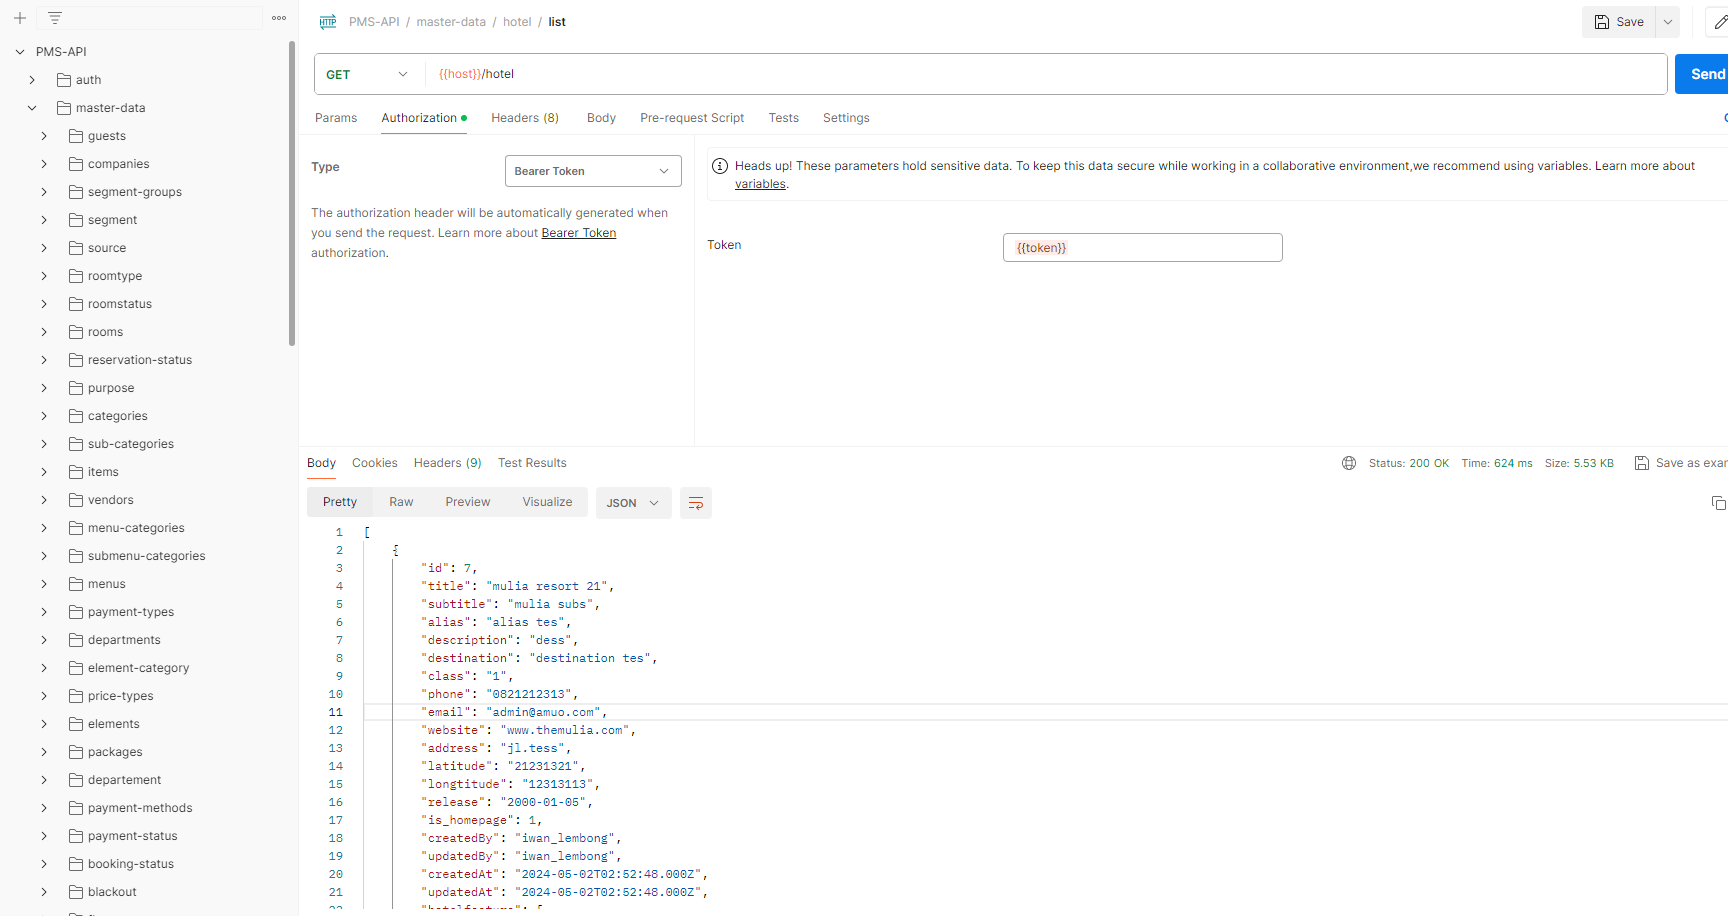 PMS-API
auth
master-data
guests
companies
segment-groups
segment
source
roomtype
roomstatus
rooms
reservation-status
purpose
categories
sub-categories
items
vendors
menu-categories
submenu-categories
menus
payment-types
departments
element-category
price-types
elements
packages
departement
payment-methods
payment-status
booking-status
blackout
HTTP PMS-API / master-data / hotel / list
Save
GET {{host}}/hotel
Send
Params Authorization Headers (8) Body Pre-request Script Tests Settings
Type Bearer Token
The authorization header will be automatically generated when
you send the request. Learn more about Bearer Token
authorization.
Heads up! These parameters hold sensitive data. To keep this data secure while working in a collaborative environment,we recommend using variables. Learn more about
variables.
Token {{token}}
Body Cookies Headers (9) Test Results
Status: 200 OK Time: 624 ms Size: 5.53 KB Save as exam
Pretty Raw Preview Visualize JSON
1 [
2 {
3 "id": 7,
4 "title": "mulia resort 21",
5 "subtitle": "mulia subs",
6 "alias": "alias tes",
7 "description": "dess",
8 "destination": "destination tes",
9 "class": "1",
10 "phone": "0821212313",
11 "email": "admin@amuo.com",
12 "website": "www.themulia.com",
13 "address": "jl.tess",
14 "latitude": "21231321",
15 "longtitude": "12313113",
16 "release": "2000-01-05",
17 "is_homepage": 1,
18 "createdBy": "iwan_lembong",
19 "updatedBy": "iwan_lembong",
20 "createdAt": "2024-05-02T02:52:48.000Z",
21 "updatedAt": "2024-05-02T02:52:48.000Z",